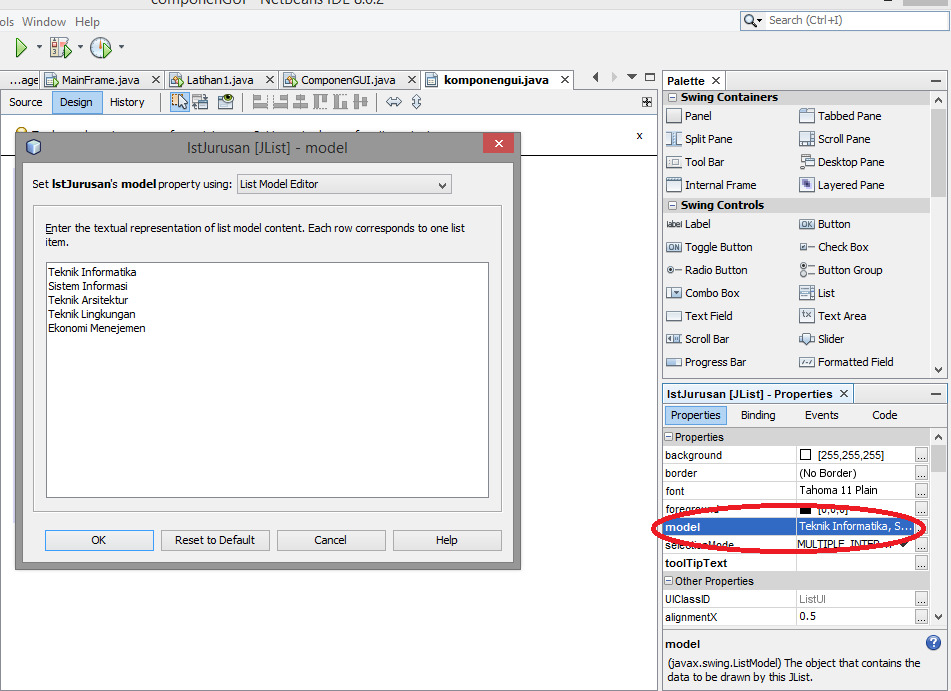 componenGUI - NetBeans IDE 8.0.2
ols Window Help
Search (Ctrl+I)
...age MainFrame.java Latihan1.java ComponenGUI.java komponengui.java
Source Design History
x
lstJurusan [JList] - model
Set lstJurusan's model property using: List Model Editor
Enter the textual representation of list model content. Each row corresponds to one list
item.
Teknik Informatika
Sistem Informasi
Teknik Arsitektur
Teknik Lingkungan
Ekonomi Menejemen
OK Reset to Default Cancel Help
Palette
Swing Containers
Panel Tabbed Pane
Split Pane Scroll Pane
Tool Bar Desktop Pane
Internal Frame Layered Pane
Swing Controls
label Label OK Button
ON Toggle Button Check Box
Radio Button Button Group
Combo Box List
Text Field Text Area
Scroll Bar Slider
Progress Bar Formatted Field
lstJurusan [JList] - Properties
Properties Binding Events Code
Properties
background [255,255,255] ...
border (No Border) ...
font Tahoma 11 Plain ...
foreground [0,0,0] ...
model Teknik Informatika, S... ...
selectionMode MULTIPLE_INTER... ...
toolTipText ...
Other Properties
UIClassID ListUI ...
alignmentX 0.5 ...
model
(javax.swing.ListModel) The object that contains the
data to be drawn by this JList.